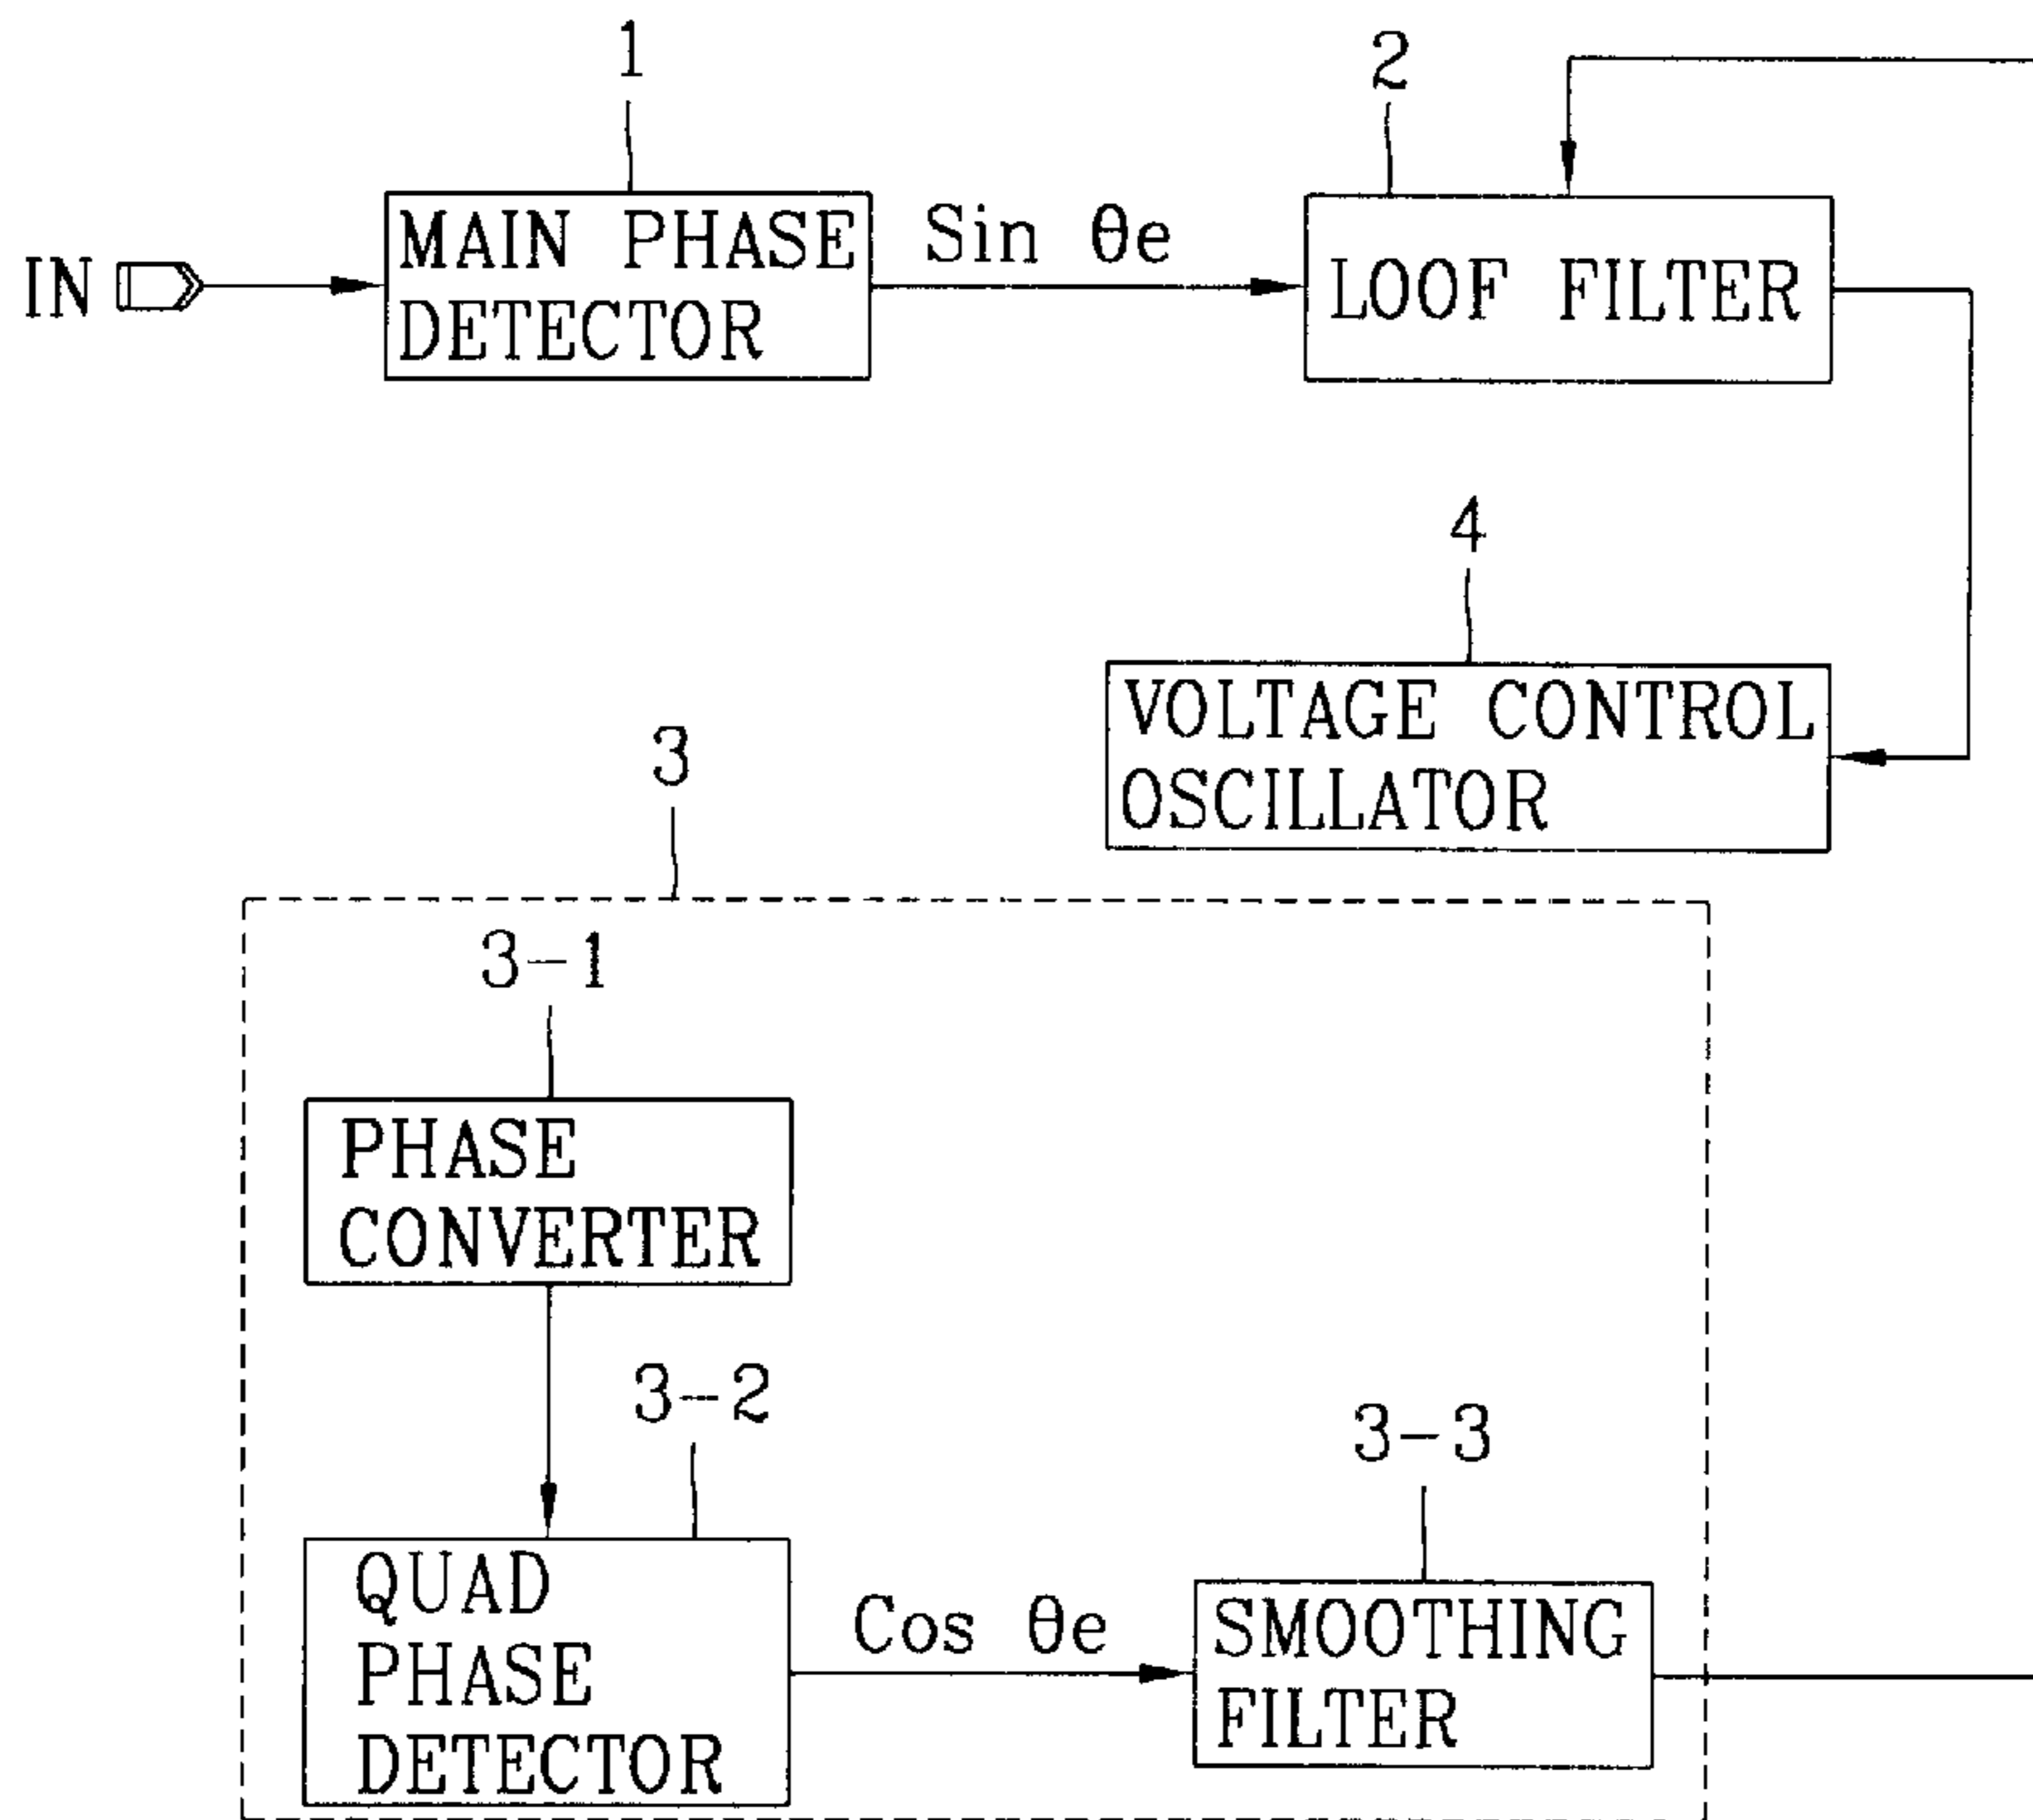 1
2
IN
MAIN PHASE
DETECTOR
Sin θe
LOOF FILTER
4
VOLTAGE CONTROL
OSCILLATOR
3
3-1
PHASE
CONVERTER
3-2
QUAD
PHASE
DETECTOR
Cos θe
3-3
SMOOTHING
FILTER